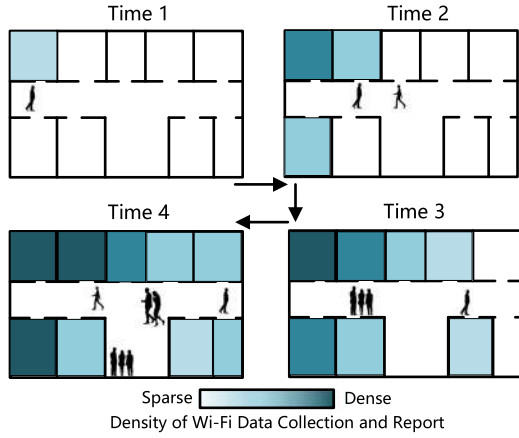 Time 1
Time 2
Time 4
Time 3
Sparse
Dense
Density of Wi-Fi Data Collection and Report